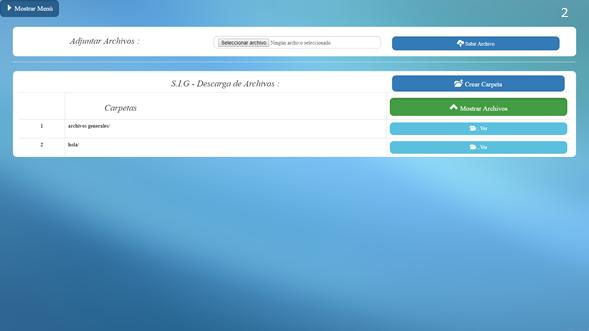 Mostrar Menú
2
Adjuntar Archivos :
Seleccionar archivo Ningún archivo seleccionado
Subir Archivo
S.I.G - Descarga de Archivos :
Crear Carpeta
Carpetas
Mostrar Archivos
1 archivos generales/ . Ver
2 hola/ . Ver